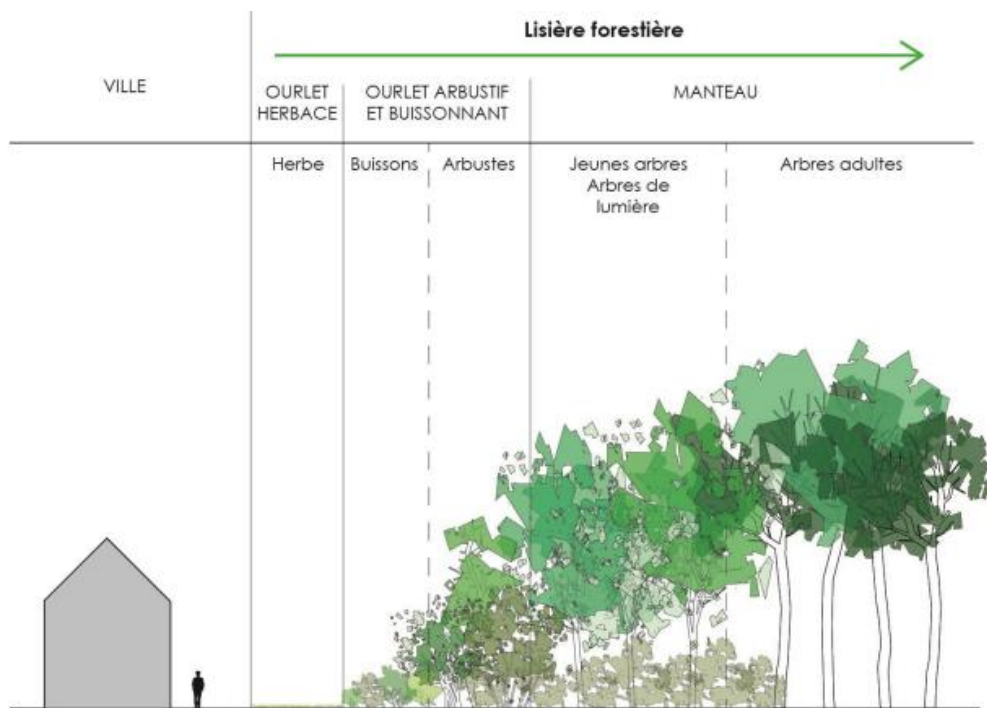 Lisière forestière
VILLE
OURLET
HERBACE
OURLET ARBUSTIF
ET BUISSONNANT
MANTEAU
Herbe
Buissons
Arbustes
Jeunes arbres
Arbres de
lumière
Arbres adultes